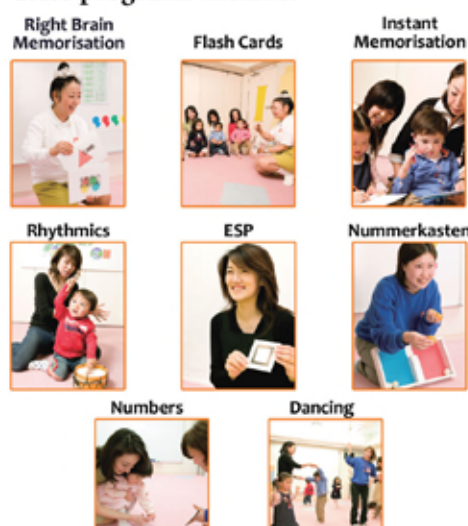 Right Brain
Memorisation
Flash Cards
Instant
Memorisation
Rhythmics
ESP
Nummerkasten
Numbers
Dancing